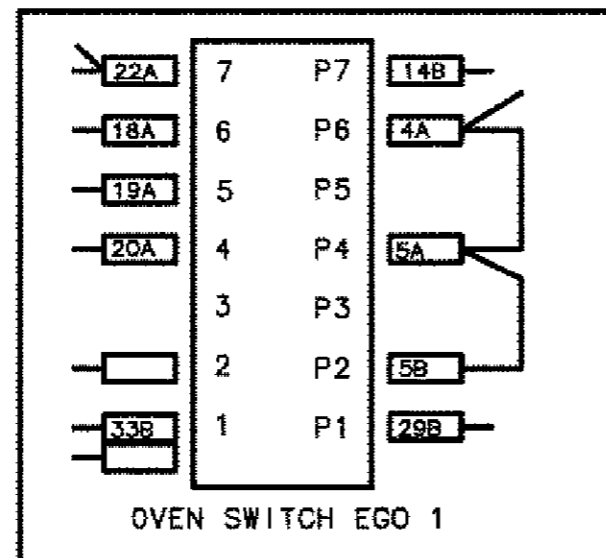 22A 7 P7 14B
18A 6 P6 4A
19A 5 P5
20A 4 P4 5A
3 P3
2 P2 5B
33B 1 P1 29B
OVEN SWITCH EGO 1